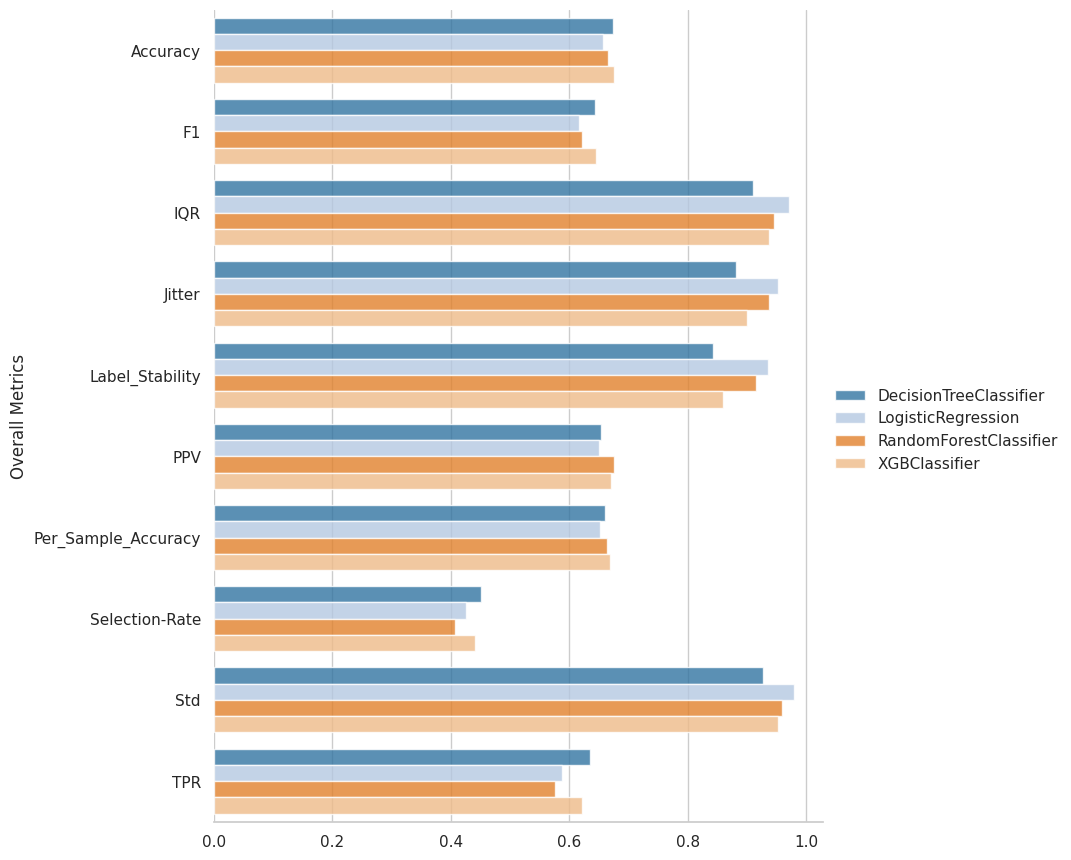 Overall Metrics
Accuracy
F1
IQR
Jitter
Label_Stability
PPV
Per_Sample_Accuracy
Selection-Rate
Std
TPR
0.0 0.2 0.4 0.6 0.8 1.0
DecisionTreeClassifier
LogisticRegression
RandomForestClassifier
XGBClassifier